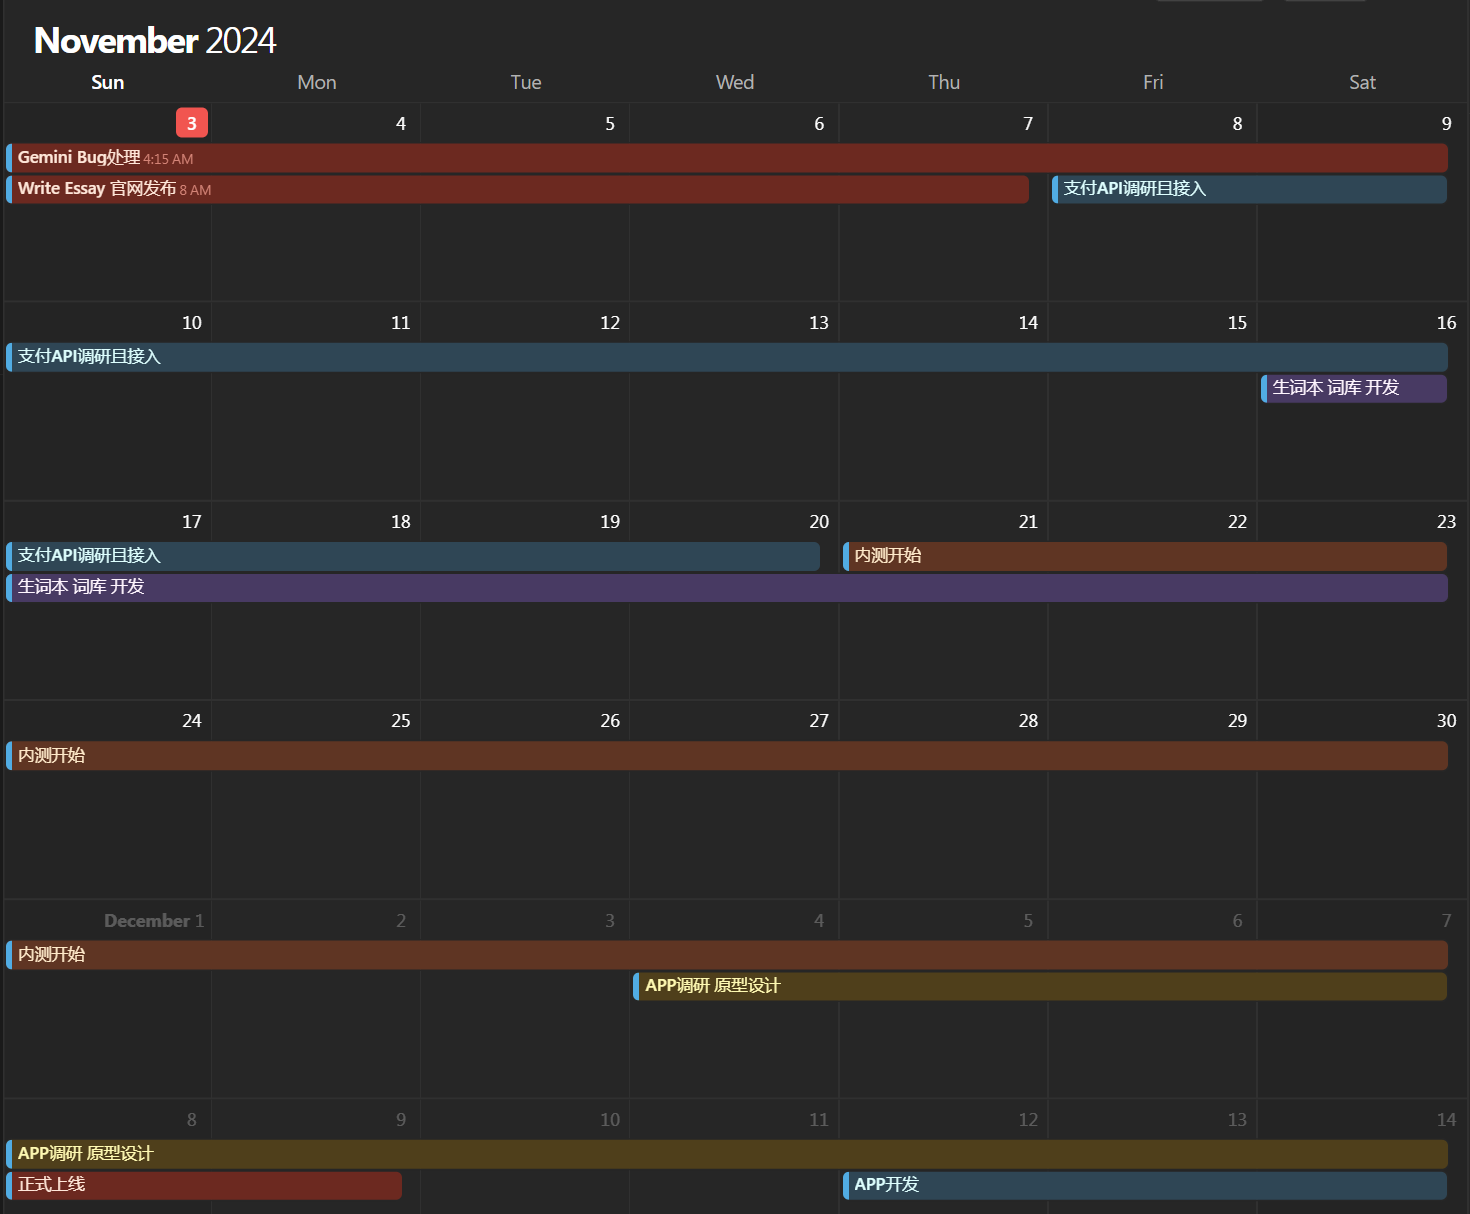 November 2024
Sun Mon Tue Wed Thu Fri Sat
3 4 5 6 7 8 9
Gemini Bug处理 4:15 AM
Write Essay 官网发布 8 AM 支付API调研且接入
10 11 12 13 14 15 16
支付API调研且接入
生词本 词库 开发
17 18 19 20 21 22 23
支付API调研且接入 内测开始
生词本 词库 开发
24 25 26 27 28 29 30
内测开始
December 1 2 3 4 5 6 7
内测开始
APP调研 原型设计
8 9 10 11 12 13 14
APP调研 原型设计
正式上线 APP开发